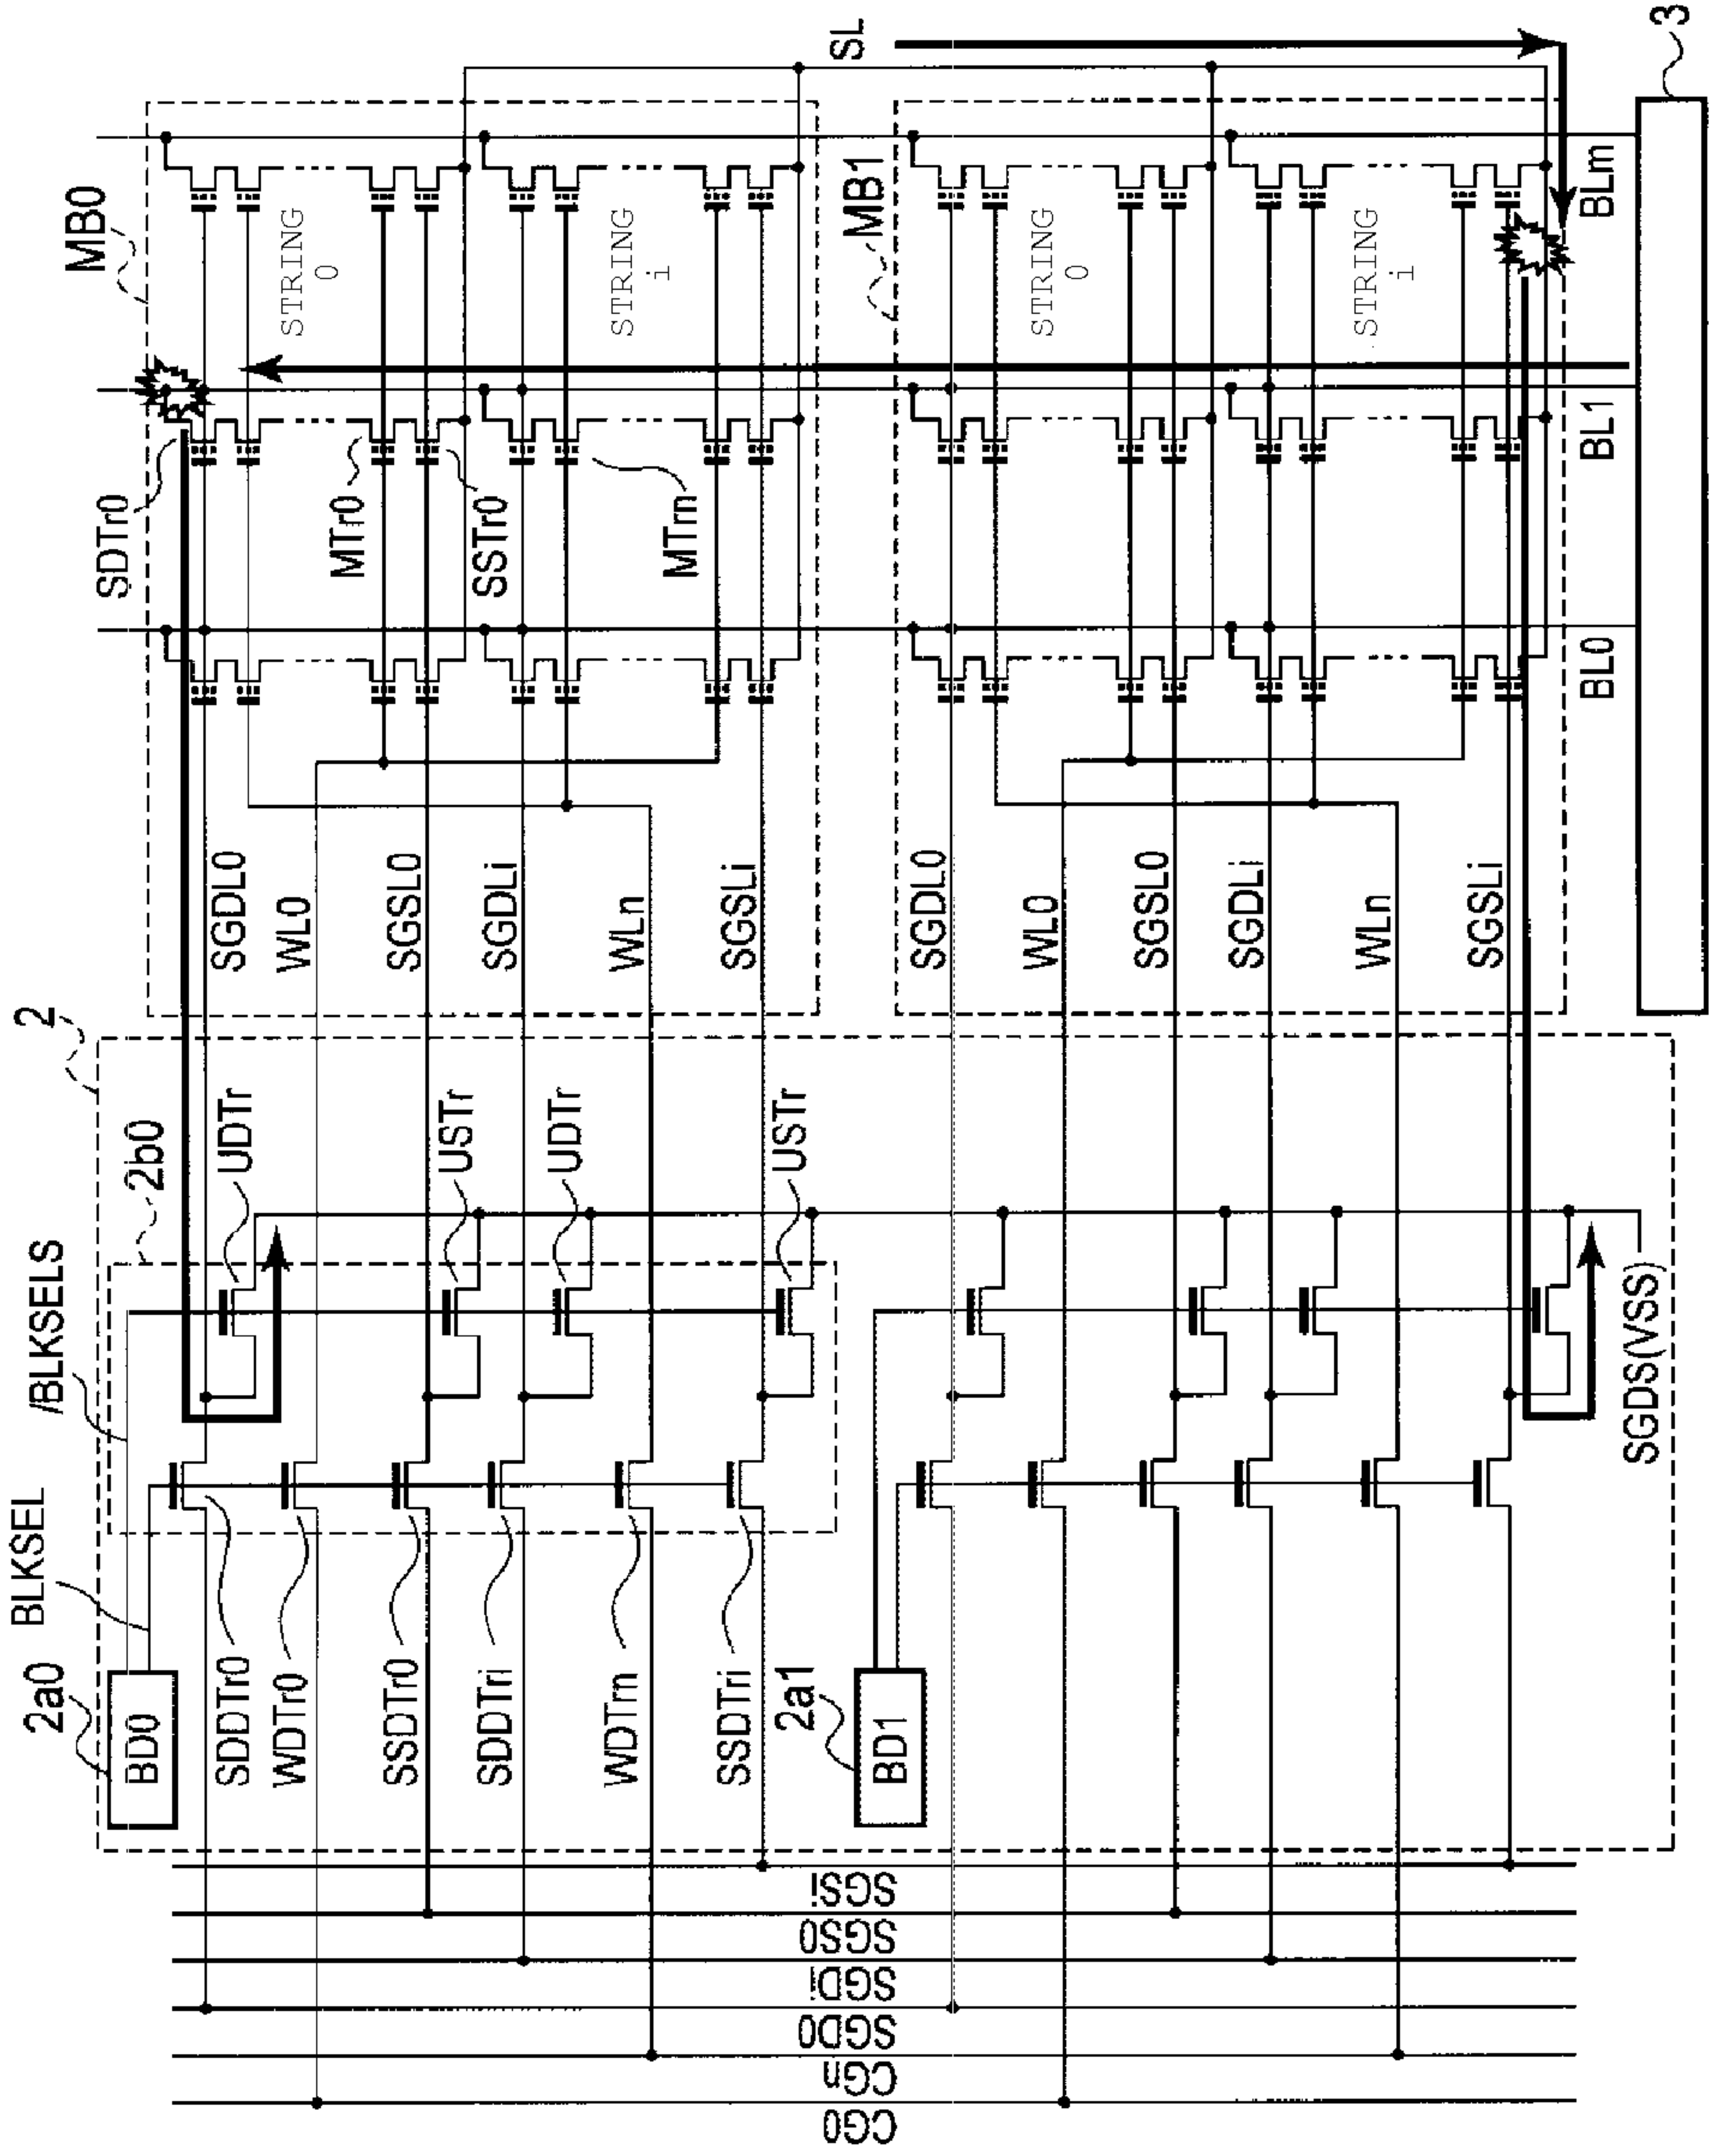 2
2a0
BD0
BLKSEL
/BLKSELS
2b0
UDTr
USTr
UDTr
USTr
SDDTr0
WDTr0
SSDTr0
SDDTri
WDTrn
SSDTri
2a1
BD1
SGDS(VSS)
SGSi
SGS0
SGDi
SGD0
CGn
CG0
MB0
SDTr0
MTr0
SSTr0
MTrn
STRING
0
STRING
i
SGDL0
WL0
SGSL0
SGDLi
WLn
SGSLi
MB1
STRING
0
STRING
i
SGDL0
WL0
SGSL0
SGDLi
WLn
SGSLi
SL
BL0
BL1
BLm
3